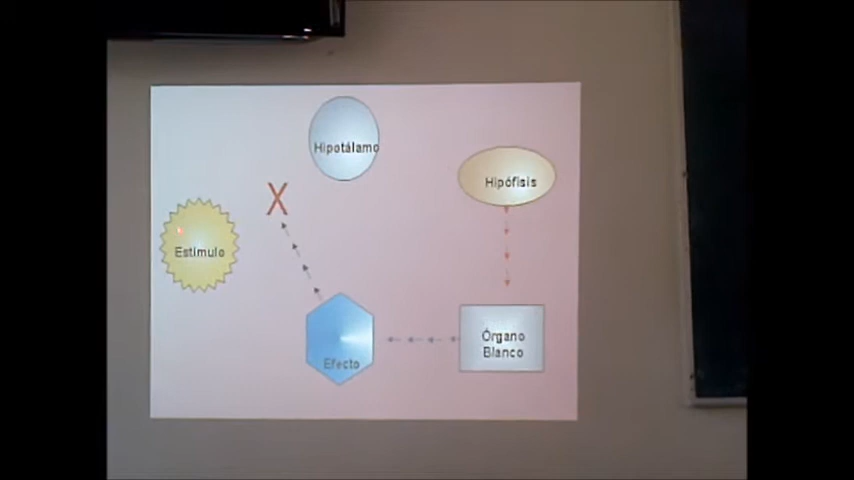 Hipotálamo
Hipófisis
X
Estímulo
Órgano
Blanco
Efecto